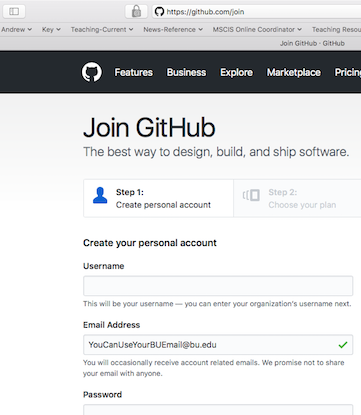 https://github.com/join
Andrew Key Teaching-Current News-Reference MSCIS Online Coordinator Teaching Resou
Join GitHub · GitHub
Features Business Explore Marketplace Pricing
Join GitHub
The best way to design, build, and ship software.
Step 1:
Create personal account
Step 2:
Choose your plan
Create your personal account
Username
This will be your username — you can enter your organization's username next.
Email Address
YouCanUseYourBUEmail@bu.edu
You will occasionally receive account related emails. We promise not to share
your email with anyone.
Password